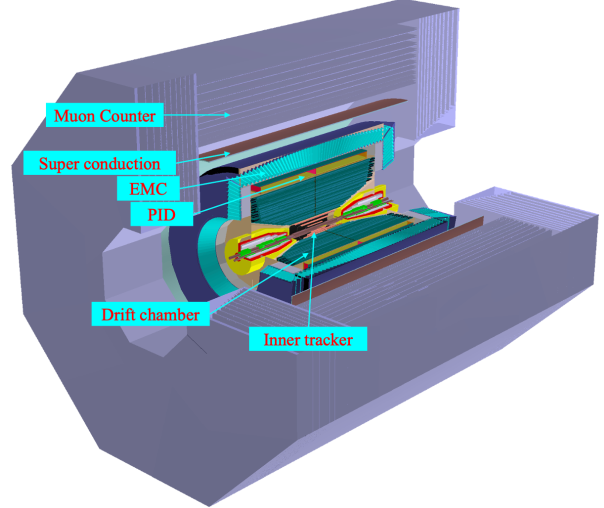 Muon Counter
Super conduction
EMC
PID
Drift chamber
Inner tracker